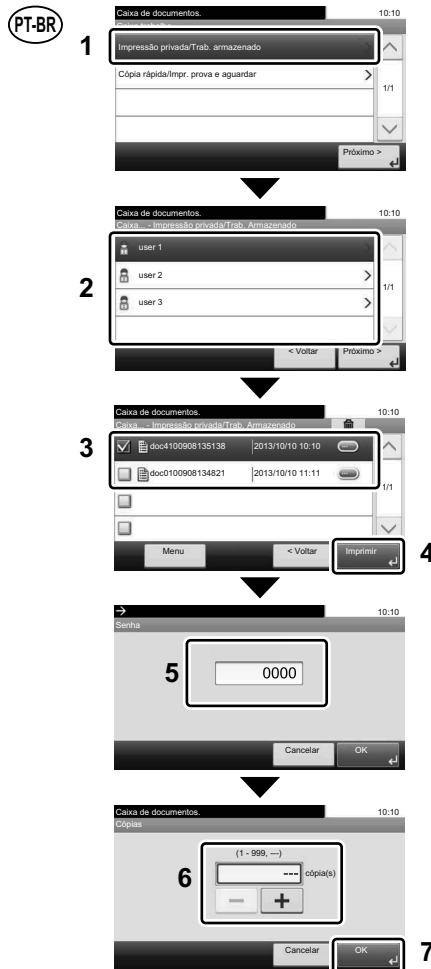 PT-BR
Caixa de documentos. 10:10
1
Impressão privada/Trab. armazenado
Cópia rápida/Impr. prova e aguardar
1/1
Próximo >
Caixa de documentos. 10:10
Caixa... - Impressão privada/Trab. Armazenado
2
user 1
user 2
user 3
1/1
< Voltar Próximo >
Caixa de documentos. 10:10
Caixa... - Impressão privada/Trab. Armazenado
3
doc4100908135138 2013/10/10 10:10
doc0100908134821 2013/10/10 11:11
1/1
Menu < Voltar Imprimir 4
10:10
Senha
5 0000
Cancelar OK
Caixa de documentos. 10:10
Cópias
(1 - 999, ---)
6 --- cópia(s)
Cancelar OK 7